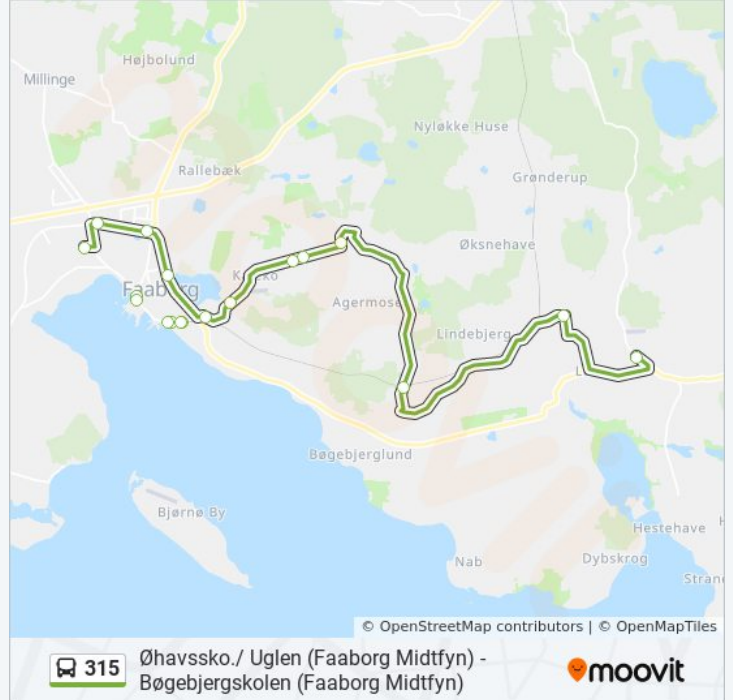 Højbolund
Millinge
Nyløkke Huse
Rallebæk
Grønderup
Øksnehave
Faaborg
Agermose
Lindebjerg
Bøgebjerglund
Bjørnø By
Hestehave
Nab
Dybskrog
© OpenStreetMap contributors | © OpenMapTiles
315
Øhavssko./ Uglen (Faaborg Midtfyn) -
Bøgebjergskolen (Faaborg Midtfyn)
moovit